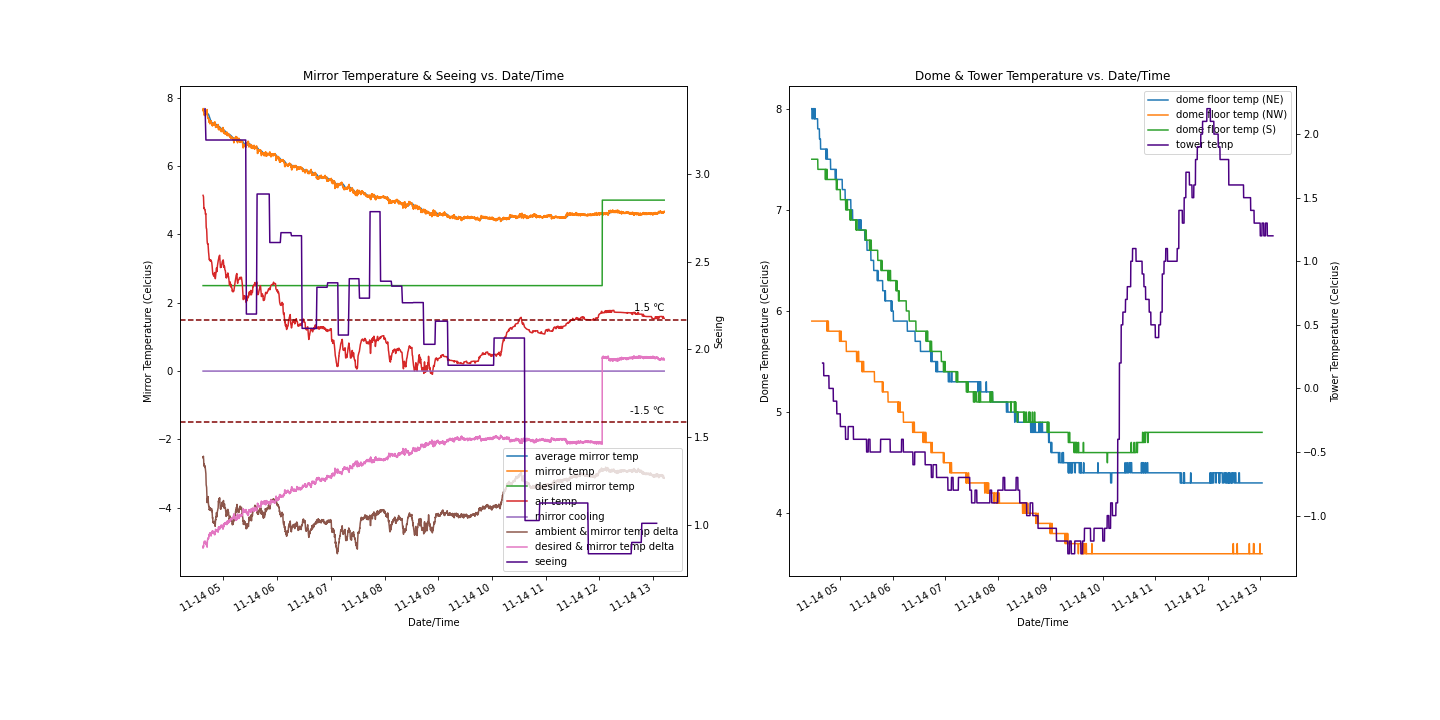 Mirror Temperature & Seeing vs. Date/Time
8
6
4
2
0
−2
−4
Mirror Temperature (Celcius)
3.0
2.5
2.0
1.5
1.0
Seeing
1.5 °C
-1.5 °C
average mirror temp
mirror temp
desired mirror temp
air temp
mirror cooling
ambient & mirror temp delta
desired & mirror temp delta
seeing
11-14 05
11-14 06
11-14 07
11-14 08
11-14 09
11-14 10
11-14 11
11-14 12
11-14 13
Date/Time
Dome & Tower Temperature vs. Date/Time
8
7
6
5
4
Dome Temperature (Celcius)
2.0
1.5
1.0
0.5
0.0
−0.5
−1.0
Tower Temperature (Celcius)
dome floor temp (NE)
dome floor temp (NW)
dome floor temp (S)
tower temp
11-14 05
11-14 06
11-14 07
11-14 08
11-14 09
11-14 10
11-14 11
11-14 12
11-14 13
Date/Time